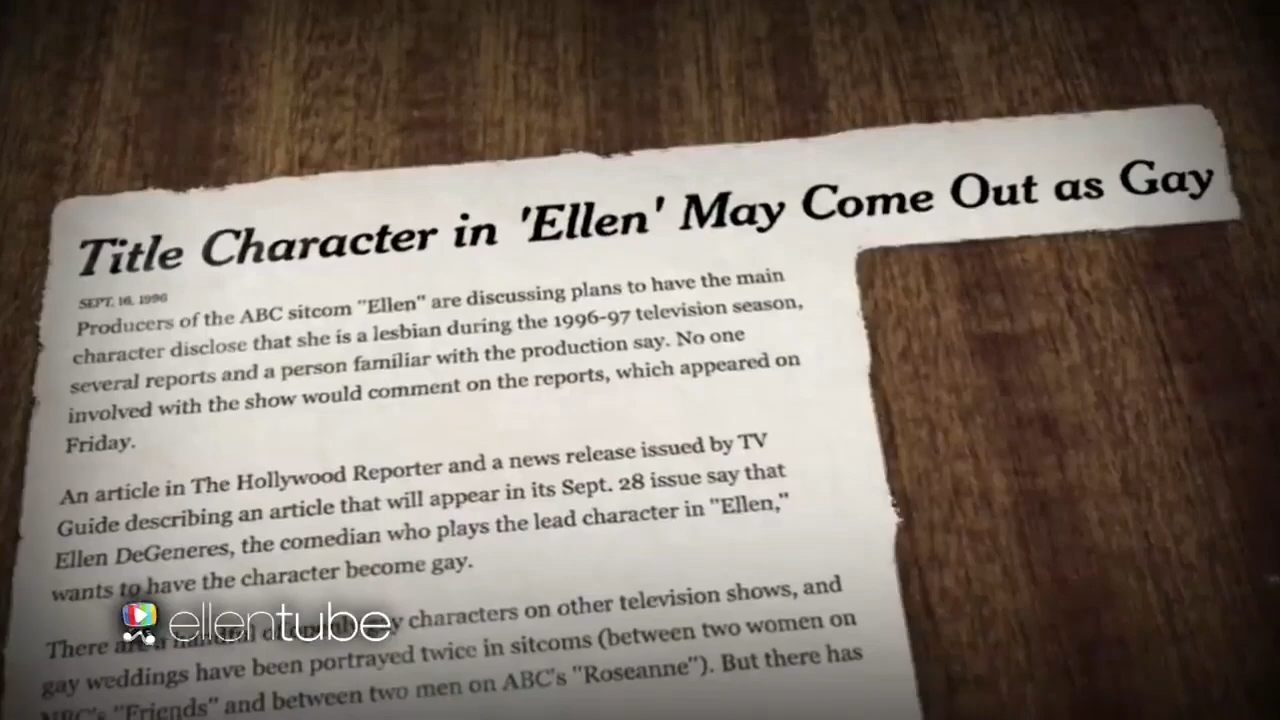 Title Character in 'Ellen' May Come Out as Gay
SEPT. 16, 1996
Producers of the ABC sitcom "Ellen" are discussing plans to have the main
character disclose that she is a lesbian during the 1996-97 television season,
several reports and a person familiar with the production say. No one
involved with the show would comment on the reports, which appeared on
Friday.
An article in The Hollywood Reporter and a news release issued by TV
Guide describing an article that will appear in its Sept. 28 issue say that
Ellen DeGeneres, the comedian who plays the lead character in "Ellen,"
wants to have the character become gay.
There are a handful of characters on other television shows, and
ellentube
gay weddings have been portrayed twice in sitcoms (between two women on
NBC's "Friends" and between two men on ABC's "Roseanne"). But there has